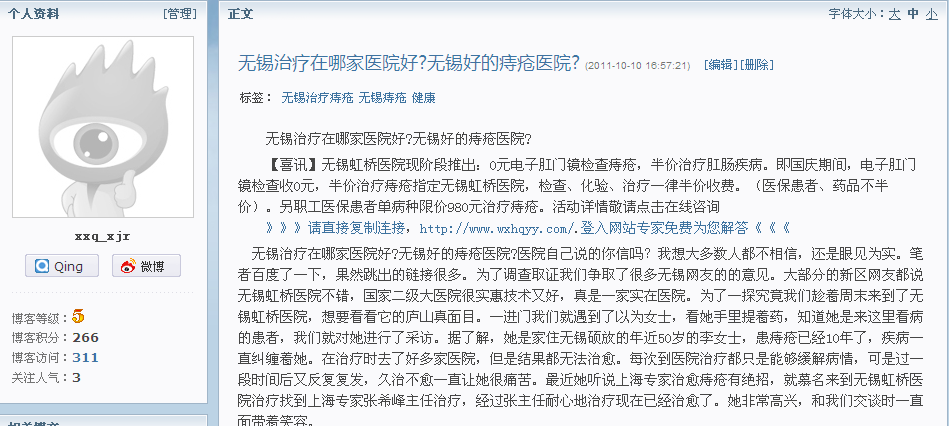 个人资料 [管理]
xxq_xjr
Qing 微博
博客等级：5
博客积分：266
博客访问：311
关注人气：3
正文 字体大小：大 中 小
无锡治疗在哪家医院好?无锡好的痔疮医院? (2011-10-10 16:57:21) [编辑][删除]
标签： 无锡治疗痔疮 无锡痔疮 健康
无锡治疗在哪家医院好?无锡好的痔疮医院?
【喜讯】无锡虹桥医院现阶段推出：0元电子肛门镜检查痔疮，半价治疗肛肠疾病。即国庆期间，电子肛门
镜检查收0元，半价治疗痔疮指定无锡虹桥医院，检查、化验、治疗一律半价收费。（医保患者、药品不半
价）。另职工医保患者单病种限价980元治疗痔疮。活动详情敬请点击在线咨询
》》》请直接复制连接，http://www.wxhqyy.com/.登入网站专家免费为您解答《《《
无锡治疗在哪家医院好?无锡好的痔疮医院?医院自己说的你信吗? 我想大多数人都不相信，还是眼见为实。笔
者百度了一下，果然跳出的链接很多。为了调查取证我们争取了很多无锡网友的的意见。大部分的新区网友都说
无锡虹桥医院不错，国家二级大医院很实惠技术又好，真是一家实在医院。为了一探究竟我们趁着周末来到了无
锡虹桥医院，想要看看它的庐山真面目。一进门我们就遇到了以为女士，看她手里提着药，知道她是来这里看病
的患者，我们就对她进行了采访。据了解，她是家住无锡硕放的年近50岁的李女士，患痔疮已经10年了，疾病一
直纠缠着她。在治疗时去了好多家医院，但是结果都无法治愈。每次到医院治疗都只是能够缓解病情，可是过一
段时间后又反复复发，久治不愈一直让她很痛苦。最近她听说上海专家治愈痔疮有绝招，就慕名来到无锡虹桥医
院治疗找到上海专家张希峰主任治疗，经过张主任耐心地治疗现在已经治愈了。她非常高兴，和我们交谈时一直
面带着笑容。